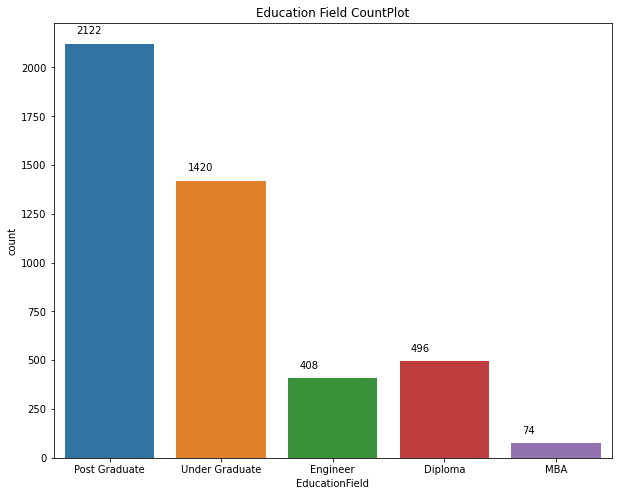 Education Field CountPlot
2122
1420
408
496
74
2000
1750
1500
1250
1000
750
500
250
0
count
Post Graduate
Under Graduate
Engineer
Diploma
MBA
EducationField